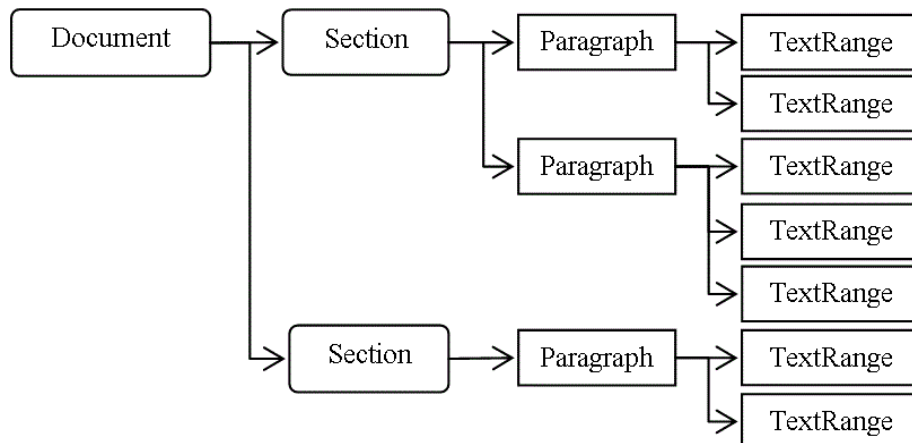 Document
Section
Paragraph
TextRange
TextRange
Paragraph
TextRange
TextRange
TextRange
Section
Paragraph
TextRange
TextRange